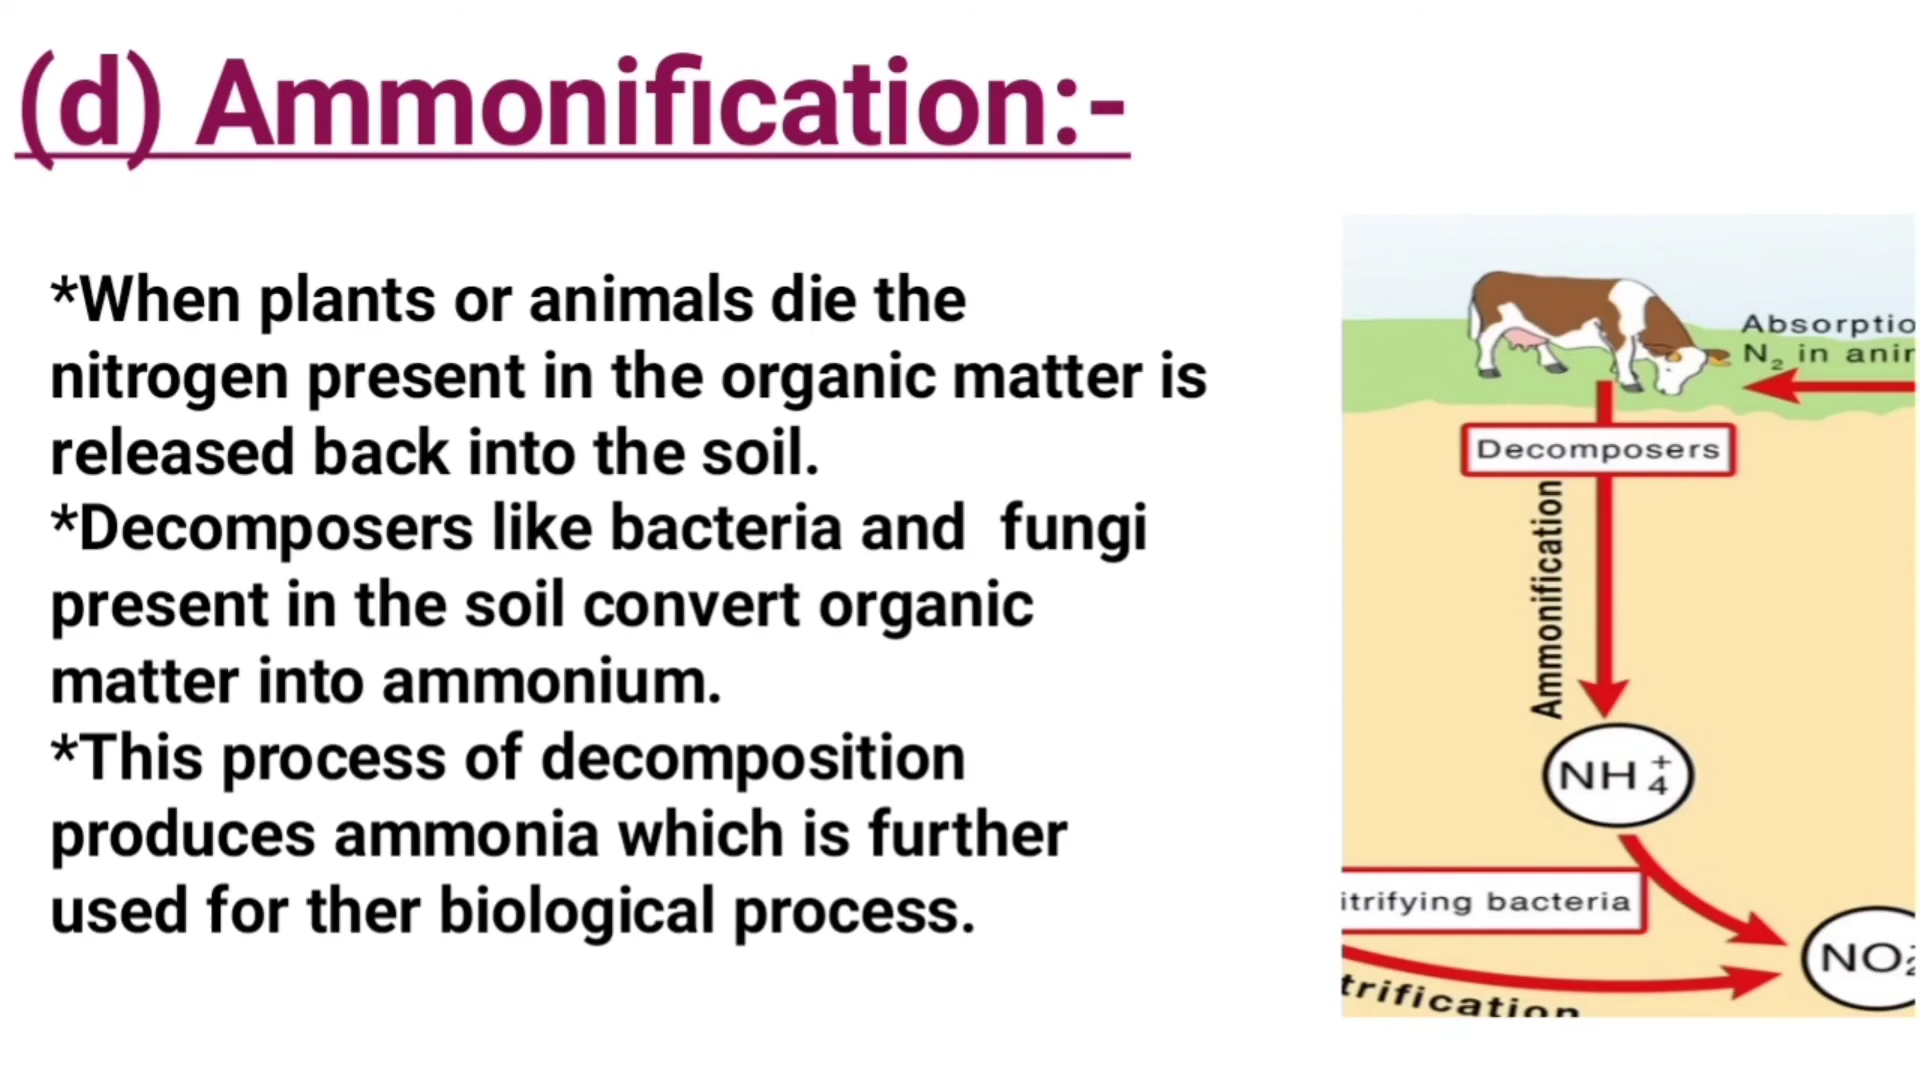 (d) Ammonification:-
*When plants or animals die the
nitrogen present in the organic matter is
released back into the soil.
*Decomposers like bacteria and  fungi
present in the soil convert organic
matter into ammonium.
*This process of decomposition
produces ammonia which is further
used for ther biological process.
Absorptio
N₂ in anir
Decomposers
Ammonification
NH₄⁺
itrifying bacteria
NO₂⁻
trification